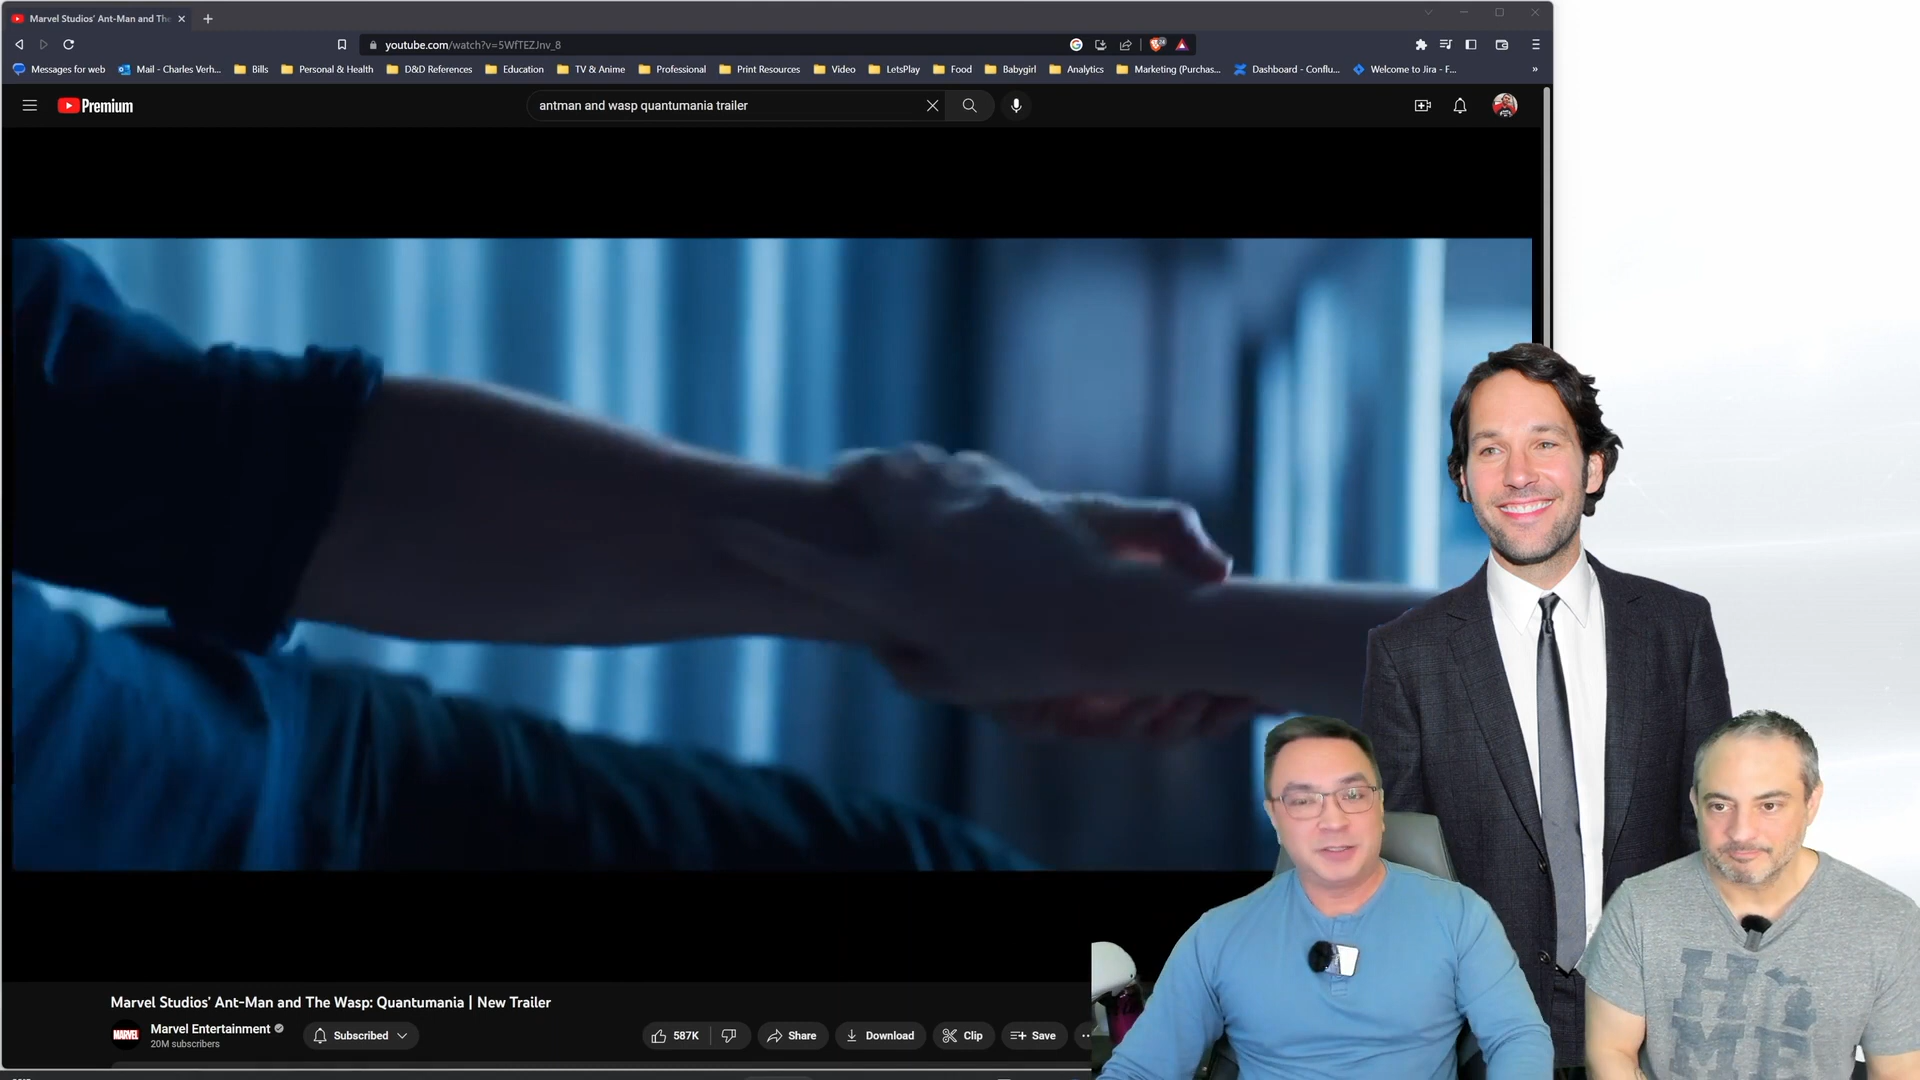 Marvel Studios' Ant-Man and Th
youtube.com/watch?v=5WfTEZJnv_8
Messages for web
Mail - Charles Verh...
Bills
Personal & Health
D&D References
Education
TV & Anime
Professional
Print Resources
Video
LetsPlay
Food
Babygirl
Analytics
Marketing (Purchas...
Dashboard - Conflu...
Welcome to Jira - F...
»
Premium
antman and wasp quantumania trailer
Marvel Studios' Ant-Man and The Wasp: Quantumania | New Trailer
MARVEL
Marvel Entertainment
20M subscribers
Subscribed
587K
Share
Download
Clip
Save
HOME